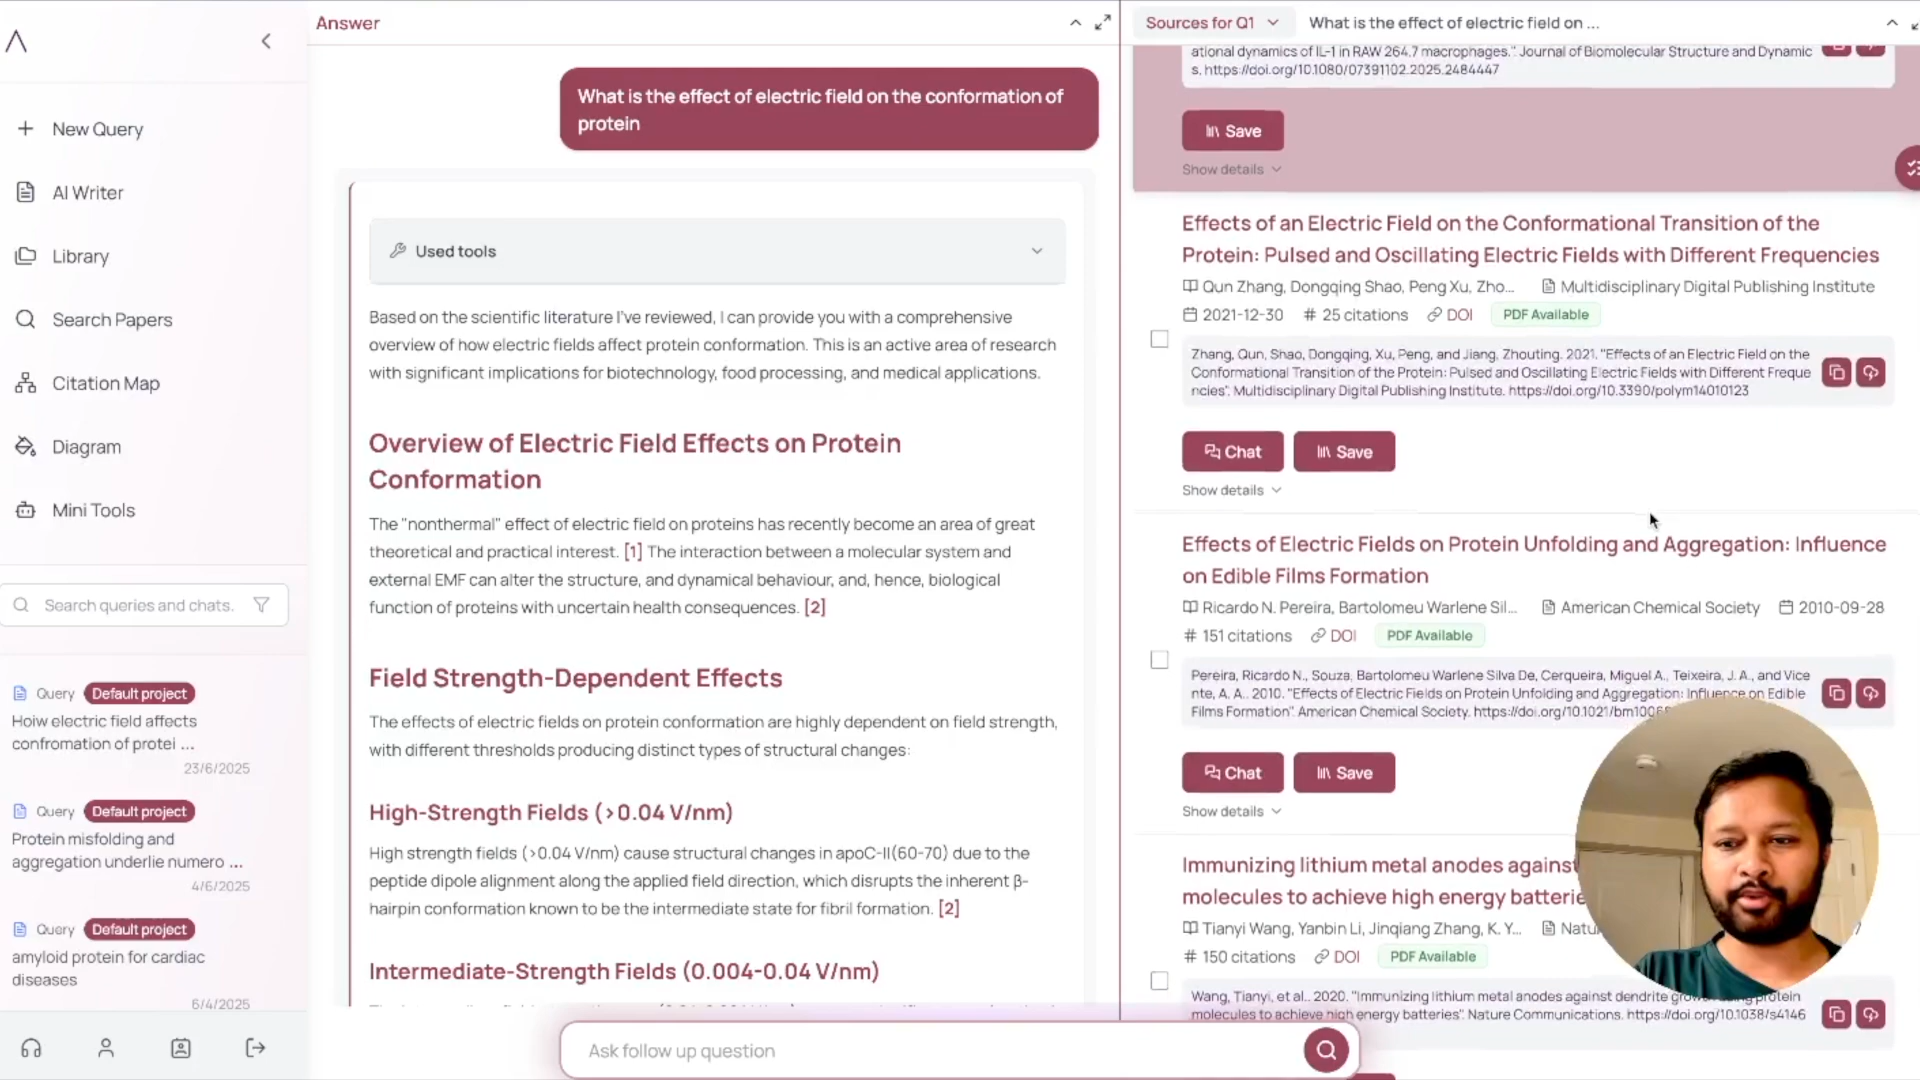 New Query
AI Writer
Library
Search Papers
Citation Map
Diagram
Mini Tools
Search queries and chats.
Query Default project
Hoiw electric field affects
confromation of protei ...
23/6/2025
Query Default project
Protein misfolding and
aggregation underlie numero ...
4/6/2025
Query Default project
amyloid protein for cardiac
diseases
6/4/2025
Answer
What is the effect of electric field on the conformation of
protein
Used tools
Based on the scientific literature I've reviewed, I can provide you with a comprehensive
overview of how electric fields affect protein conformation. This is an active area of research
with significant implications for biotechnology, food processing, and medical applications.
Overview of Electric Field Effects on Protein
Conformation
The "nonthermal" effect of electric field on proteins has recently become an area of great
theoretical and practical interest. [1] The interaction between a molecular system and
external EMF can alter the structure, and dynamical behaviour, and, hence, biological
function of proteins with uncertain health consequences. [2]
Field Strength-Dependent Effects
The effects of electric fields on protein conformation are highly dependent on field strength,
with different thresholds producing distinct types of structural changes:
High-Strength Fields (>0.04 V/nm)
High strength fields (>0.04 V/nm) cause structural changes in apoC-II(60-70) due to the
peptide dipole alignment along the applied field direction, which disrupts the inherent β-
hairpin conformation known to be the intermediate state for fibril formation. [2]
Intermediate-Strength Fields (0.004-0.04 V/nm)
Ask follow up question
Sources for Q1 What is the effect of electric field on ...
ational dynamics of IL-1 in RAW 264.7 macrophages.". Journal of Biomolecular Structure and Dynamic
s. https://doi.org/10.1080/07391102.2025.2484447
Save
Show details
Effects of an Electric Field on the Conformational Transition of the
Protein: Pulsed and Oscillating Electric Fields with Different Frequencies
Qun Zhang, Dongqing Shao, Peng Xu, Zho... Multidisciplinary Digital Publishing Institute
2021-12-30 # 25 citations DOI PDF Available
Zhang, Qun, Shao, Dongqing, Xu, Peng, and Jiang, Zhouting. 2021. "Effects of an Electric Field on the
Conformational Transition of the Protein: Pulsed and Oscillating Electric Fields with Different Freque
ncies". Multidisciplinary Digital Publishing Institute. https://doi.org/10.3390/polym14010123
Chat Save
Show details
Effects of Electric Fields on Protein Unfolding and Aggregation: Influence
on Edible Films Formation
Ricardo N. Pereira, Bartolomeu Warlene Sil... American Chemical Society 2010-09-28
# 151 citations DOI PDF Available
Pereira, Ricardo N., Souza, Bartolomeu Warlene Silva De, Cerqueira, Miguel A., Teixeira, J. A., and Vice
nte, A. A.. 2010. "Effects of Electric Fields on Protein Unfolding and Aggregation: Influence on Edible
Films Formation". American Chemical Society. https://doi.org/10.1021/bm1006
Chat Save
Show details
Immunizing lithium metal anodes against
molecules to achieve high energy batterie
Tianyi Wang, Yanbin Li, Jinqiang Zhang, K. Y... Natu
# 150 citations DOI PDF Available
Wang, Tianyi, et al.. 2020. "Immunizing lithium metal anodes against dendrite protein
molecules to achieve high energy batteries". Nature Communications. https://doi.org/10.1038/s4146